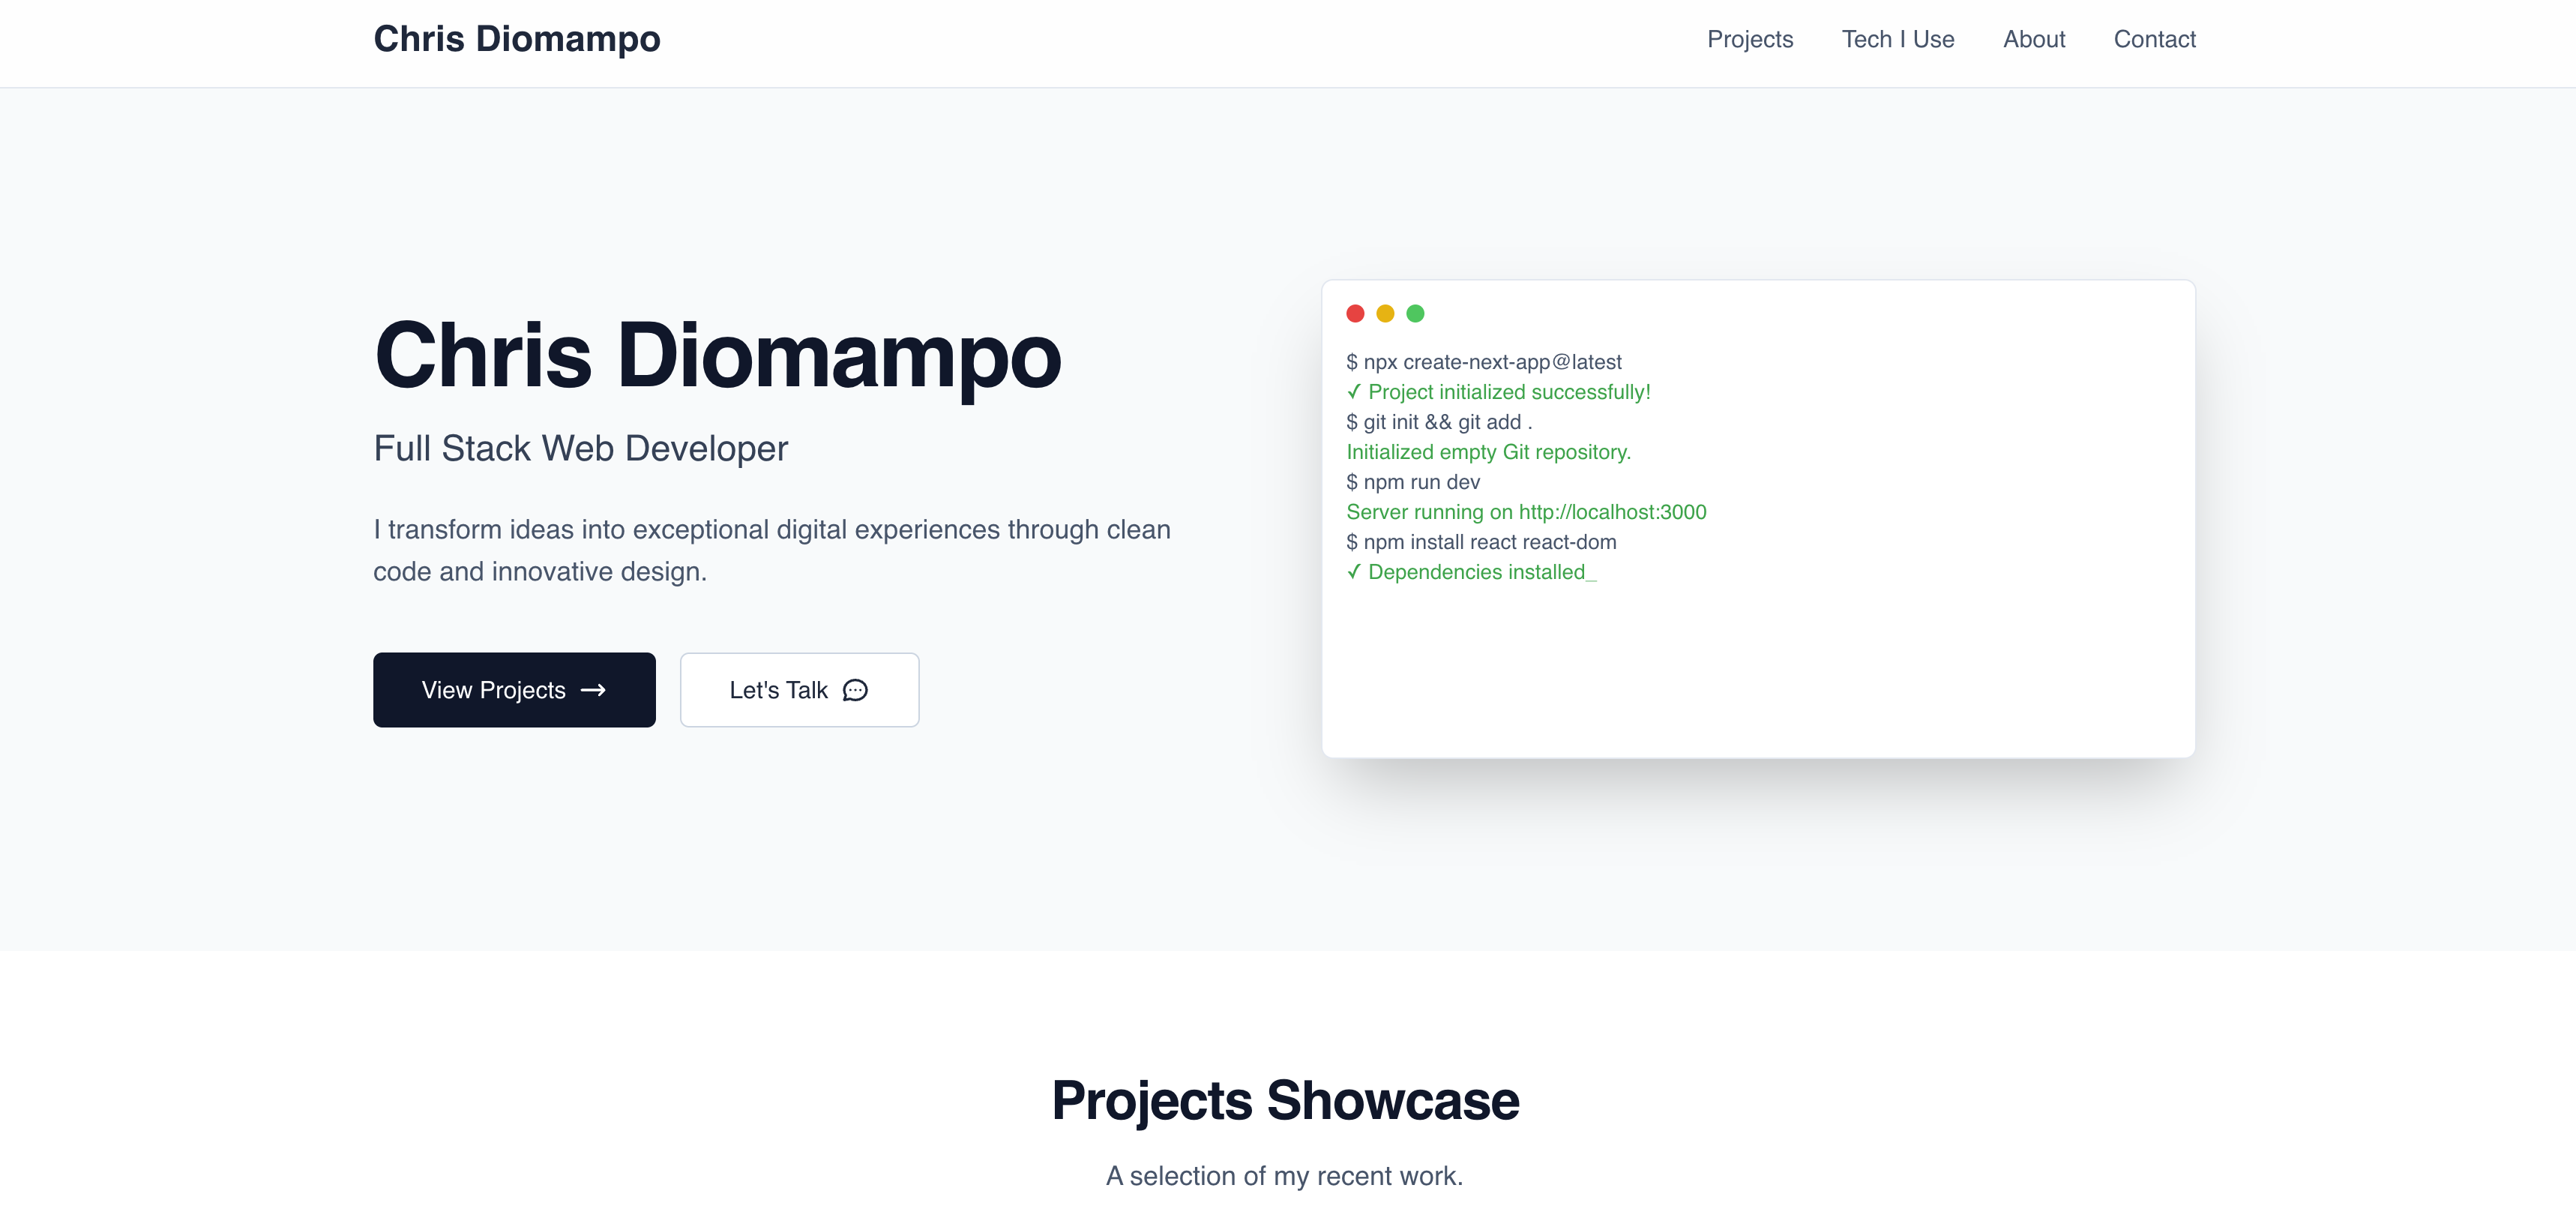 Chris Diomampo
Projects
Tech I Use
About
Contact
Chris Diomampo
Full Stack Web Developer
I transform ideas into exceptional digital experiences through clean
code and innovative design.
View Projects →
Let's Talk
$ npx create-next-app@latest
✓ Project initialized successfully!
$ git init && git add .
Initialized empty Git repository.
$ npm run dev
Server running on http://localhost:3000
$ npm install react react-dom
✓ Dependencies installed_
Projects Showcase
A selection of my recent work.